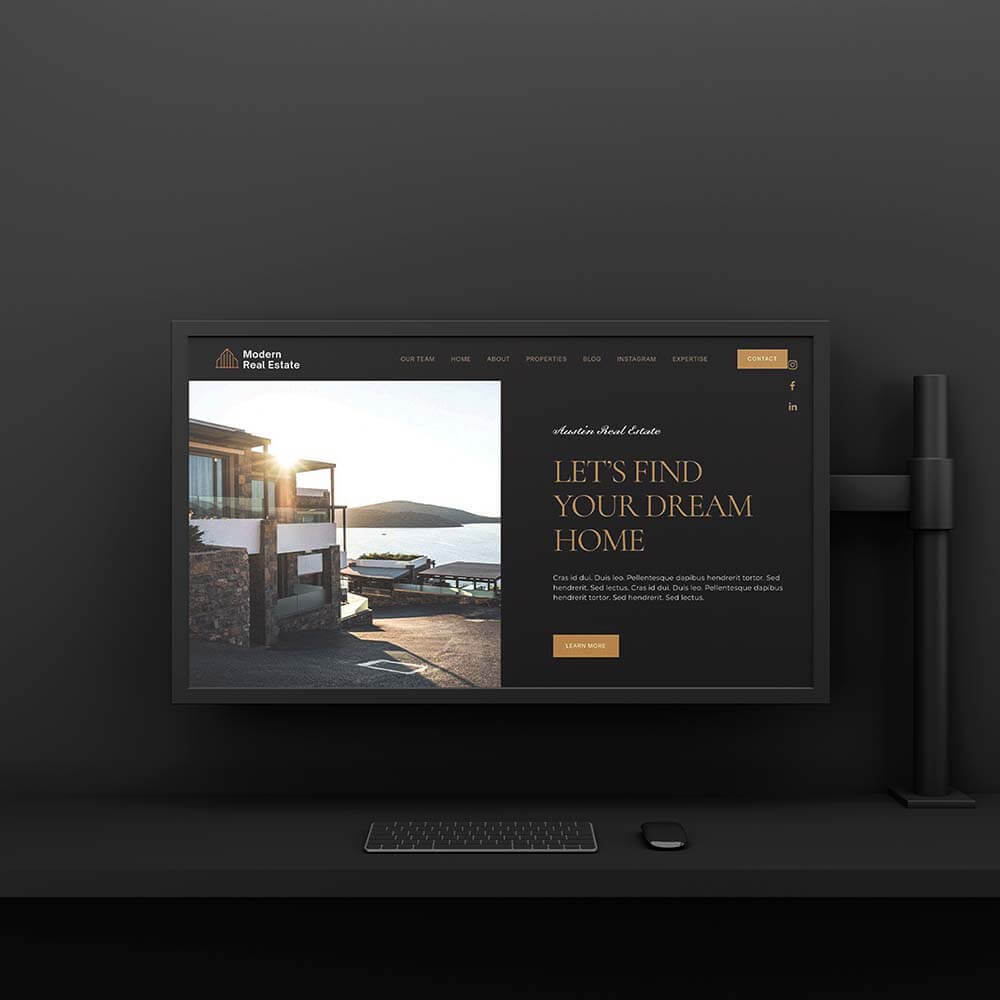 Modern
Real Estate
OUR TEAM HOME ABOUT PROPERTIES BLOG INSTAGRAM EXPERTISE CONTACT
Austin Real Estate
LET'S FIND
YOUR DREAM
HOME
Cras id dui. Duis leo. Pellentesque dapibus hendrerit tortor. Sed
hendrerit. Sed lectus. Cras id dui. Duis leo. Pellentesque dapibus
hendrerit tortor. Sed hendrerit. Sed lectus.
LEARN MORE